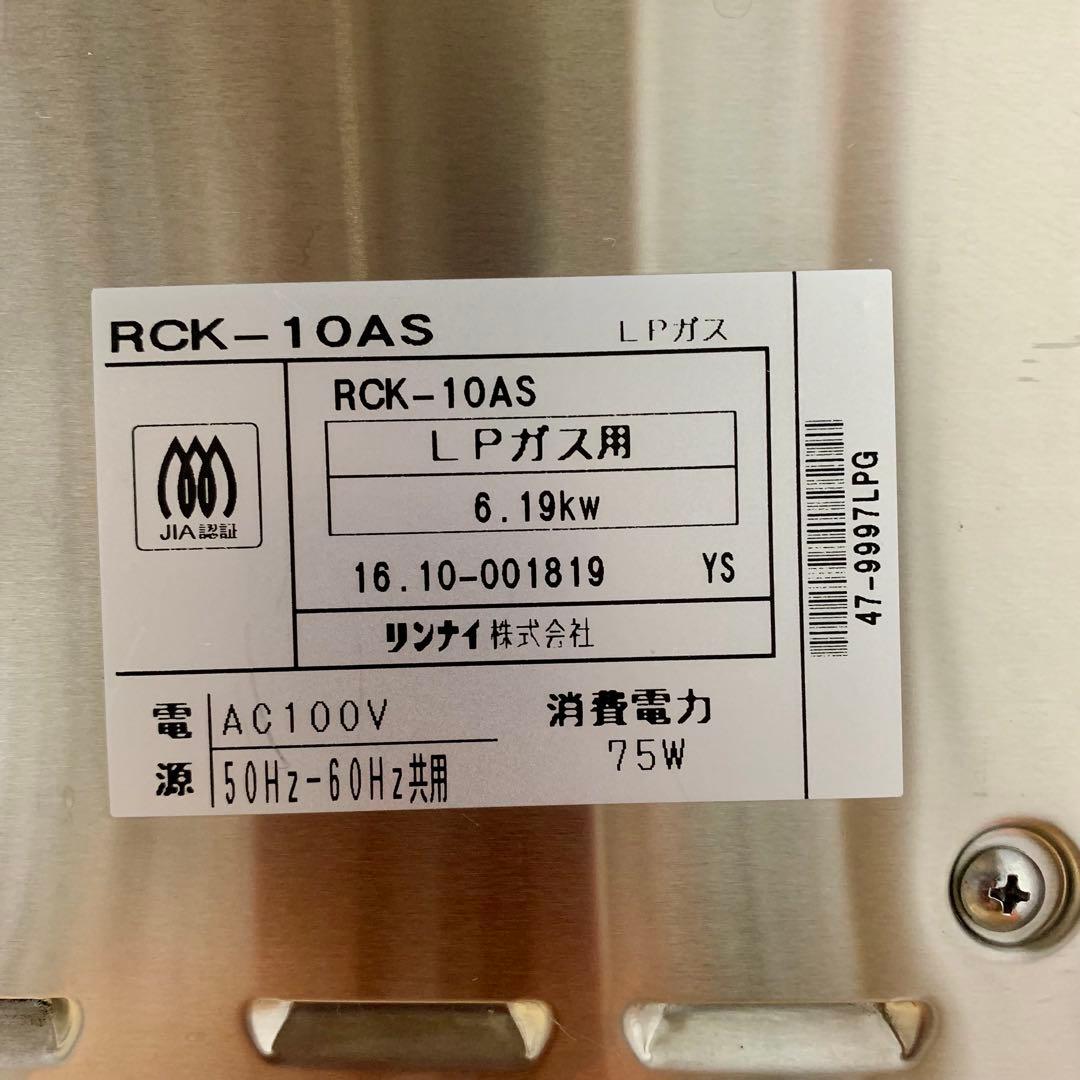 RCK-10AS LPガス
RCK-10AS
LPガス用
6.19kw
JIA認証
16.10-001819 YS
リンナイ株式会社
電源
AC100V
50Hz-60Hz共用
消費電力
75W
47-9997LPG